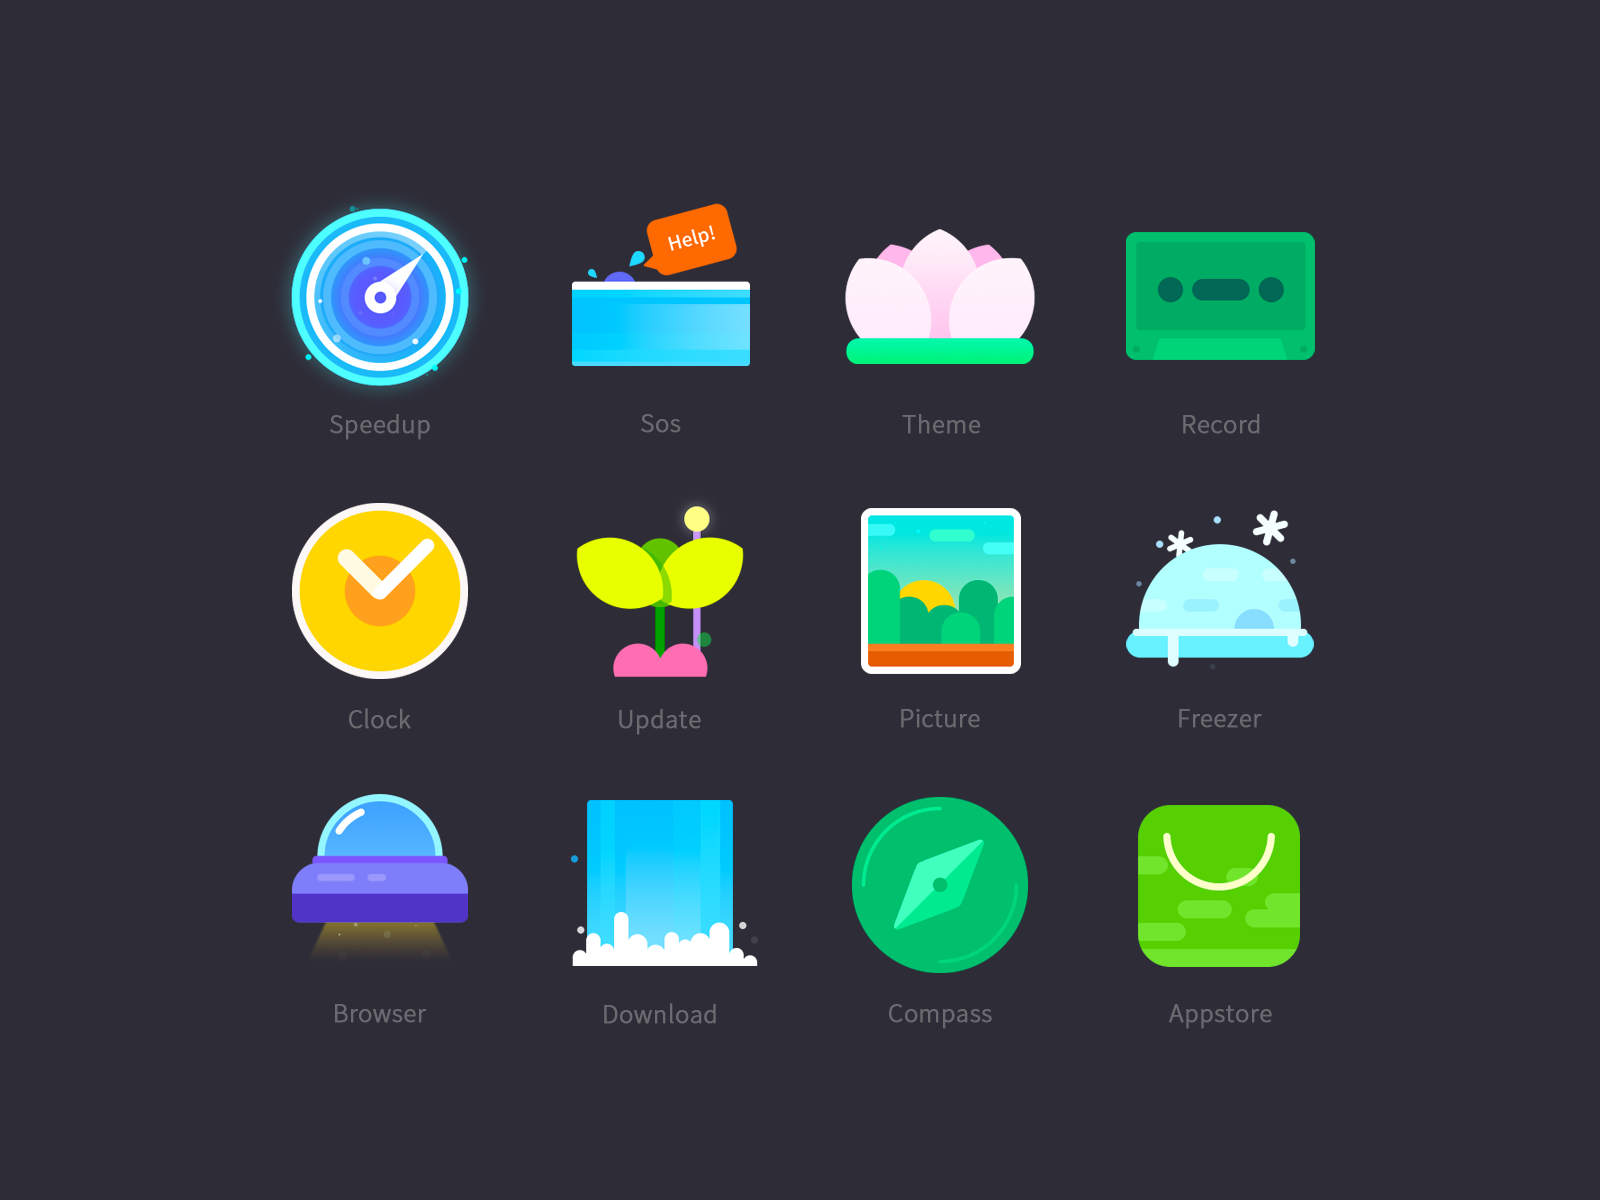 Help!
Speedup
Sos
Theme
Record
Clock
Update
Picture
Freezer
Browser
Download
Compass
Appstore